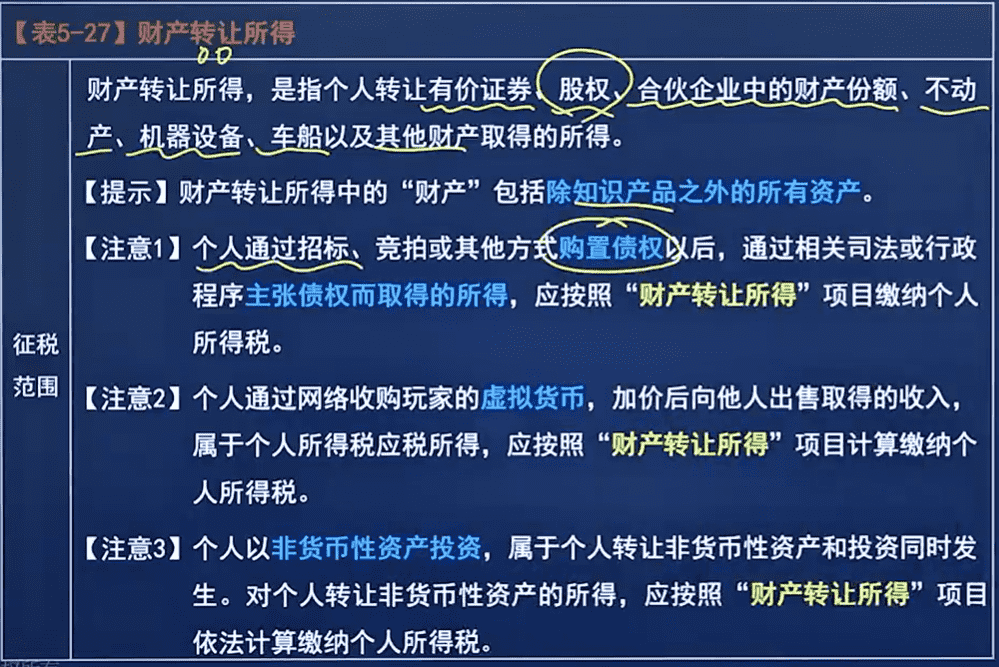 【表5-27】财产转让所得
财产转让所得，是指个人转让有价证券、股权、合伙企业中的财产份额、不动
产、机器设备、车船以及其他财产取得的所得。
【提示】财产转让所得中的“财产”包括除知识产品之外的所有资产。
【注意1】个人通过招标、竞拍或其他方式购置债权以后，通过相关司法或行政
程序主张债权而取得的所得，应按照“财产转让所得”项目缴纳个人
所得税。
征税
范围
【注意2】个人通过网络收购玩家的虚拟货币，加价后向他人出售取得的收入，
属于个人所得税应税所得，应按照“财产转让所得”项目计算缴纳个
人所得税。
【注意3】个人以非货币性资产投资，属于个人转让非货币性资产和投资同时发
生。对个人转让非货币性资产的所得，应按照“财产转让所得”项目
依法计算缴纳个人所得税。